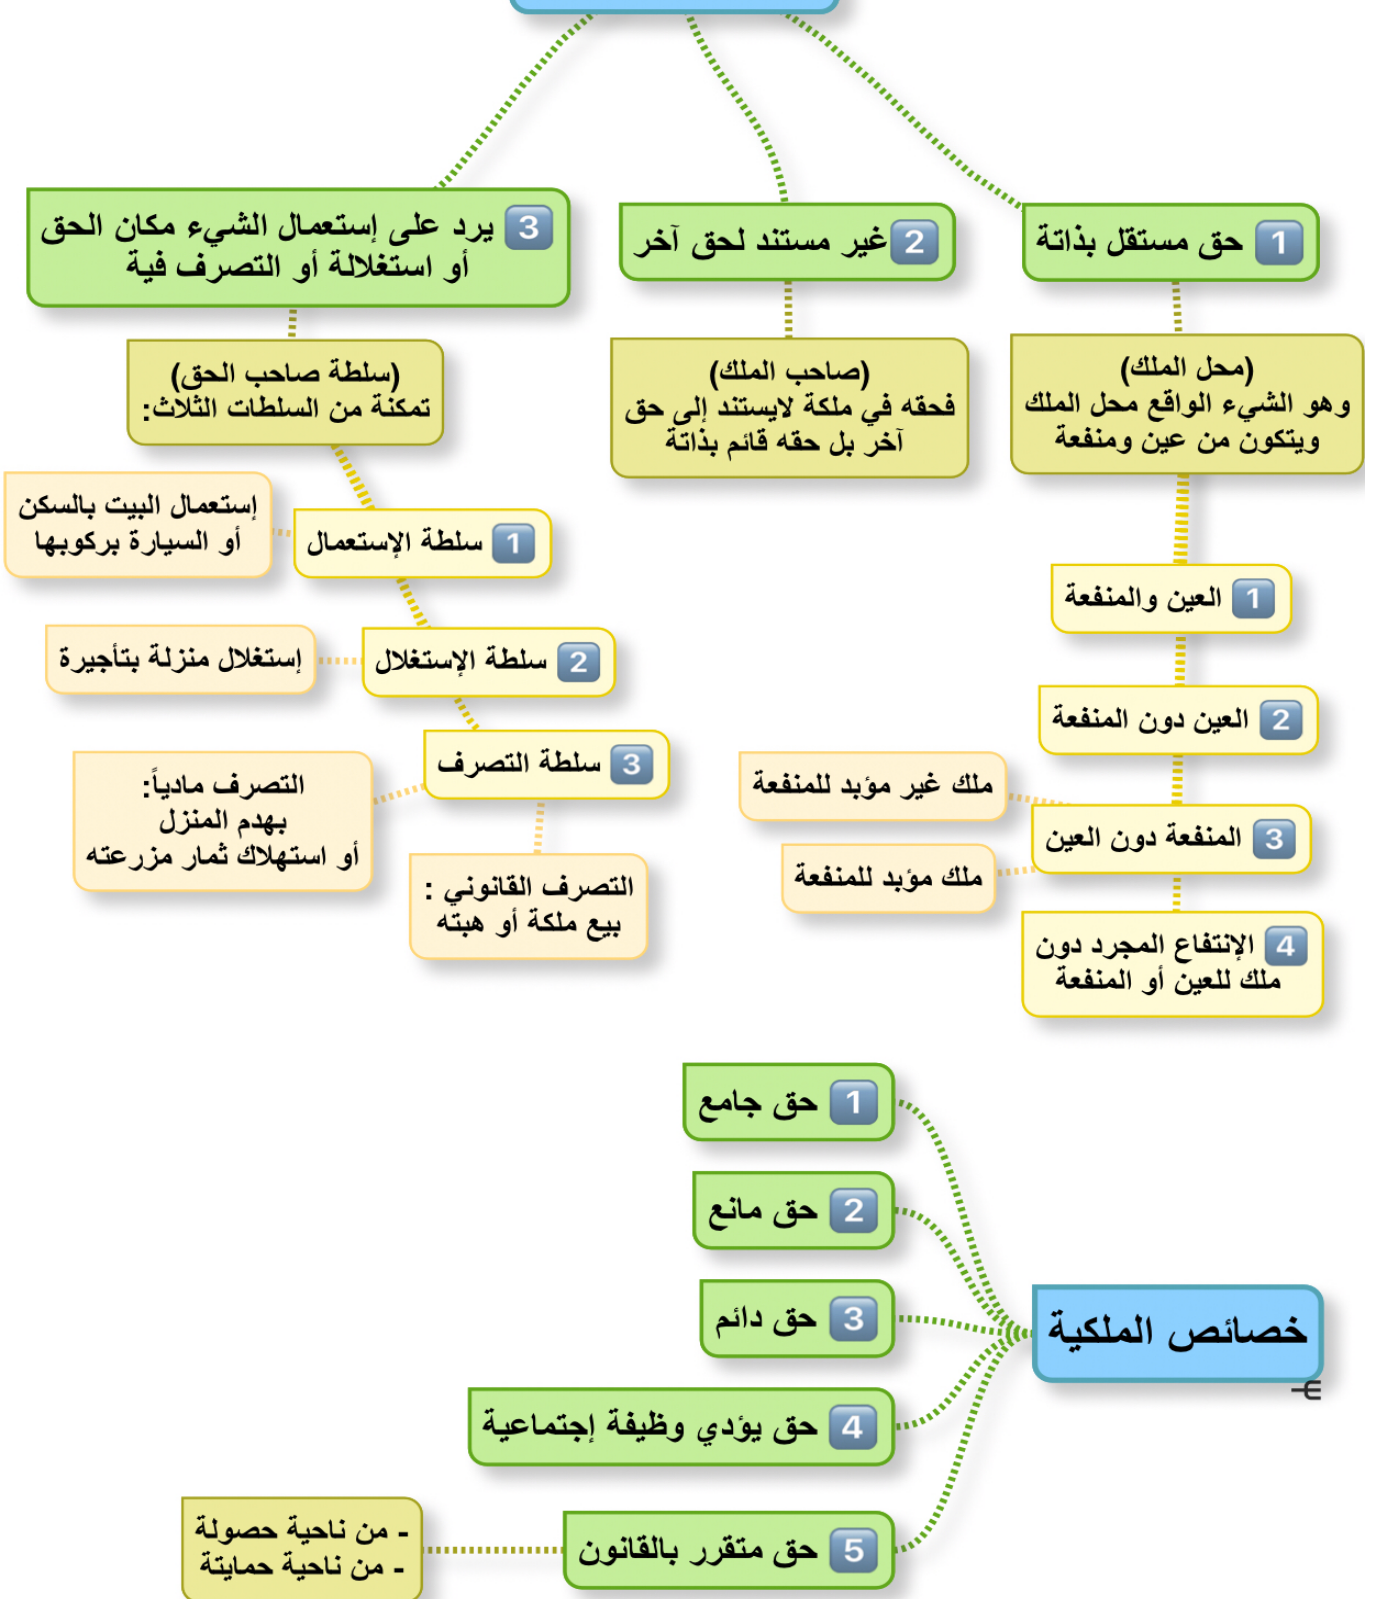 1 حق مستقل بذاتة
(محل الملك)
وهو الشيء الواقع محل الملك
ويتكون من عين ومنفعة
1 العين والمنفعة
2 العين دون المنفعة
3 المنفعة دون العين
ملك غير مؤبد للمنفعة
ملك مؤبد للمنفعة
4 الإنتفاع المجرد دون
ملك للعين أو المنفعة
2 غير مستند لحق آخر
(صاحب الملك)
فحقه في ملكة لايستند إلى حق
آخر بل حقه قائم بذاتة
3 يرد على إستعمال الشيء مكان الحق
أو استغلالة أو التصرف فية
(سلطة صاحب الحق)
تمكنة من السلطات الثلاث:
1 سلطة الإستعمال
إستعمال البيت بالسكن
أو السيارة بركوبها
2 سلطة الإستغلال
إستغلال منزلة بتأجيرة
3 سلطة التصرف
التصرف مادياً:
بهدم المنزل
أو استهلاك ثمار مزرعته
التصرف القانوني :
بيع ملكة أو هبته
خصائص الملكية
1 حق جامع
2 حق مانع
3 حق دائم
4 حق يؤدي وظيفة إجتماعية
5 حق متقرر بالقانون
- من ناحية حصولة
- من ناحية حمايتة